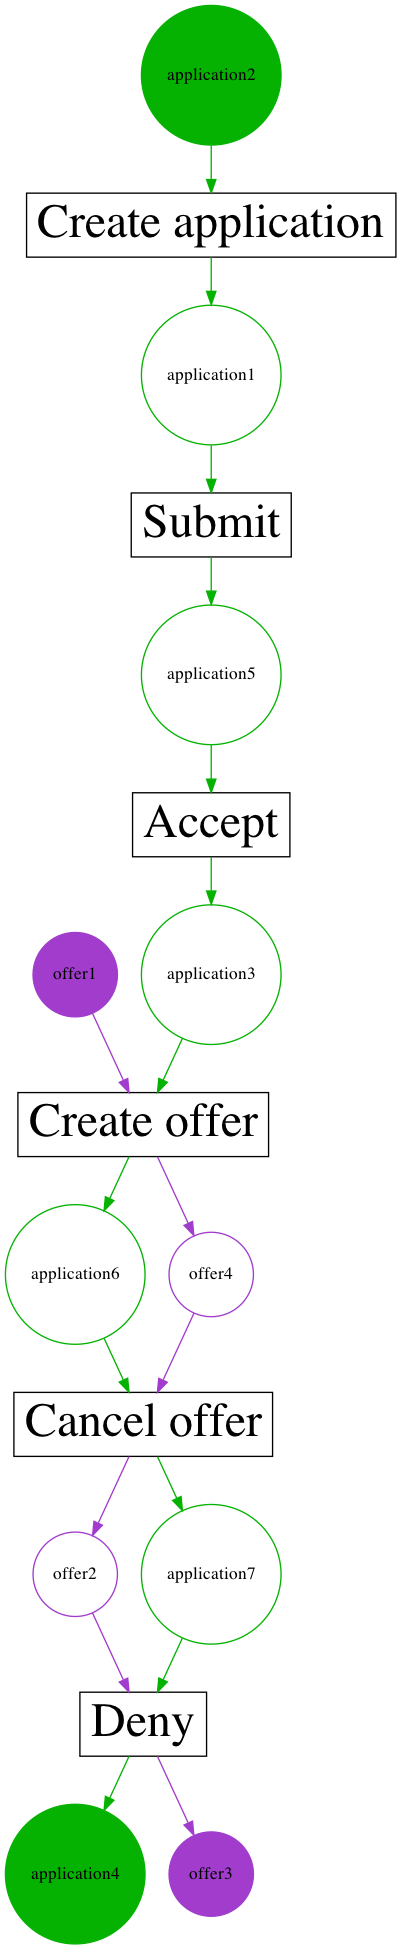 application2
Create application
application1
Submit
application5
Accept
offer1
application3
Create offer
application6
offer4
Cancel offer
offer2
application7
Deny
application4
offer3